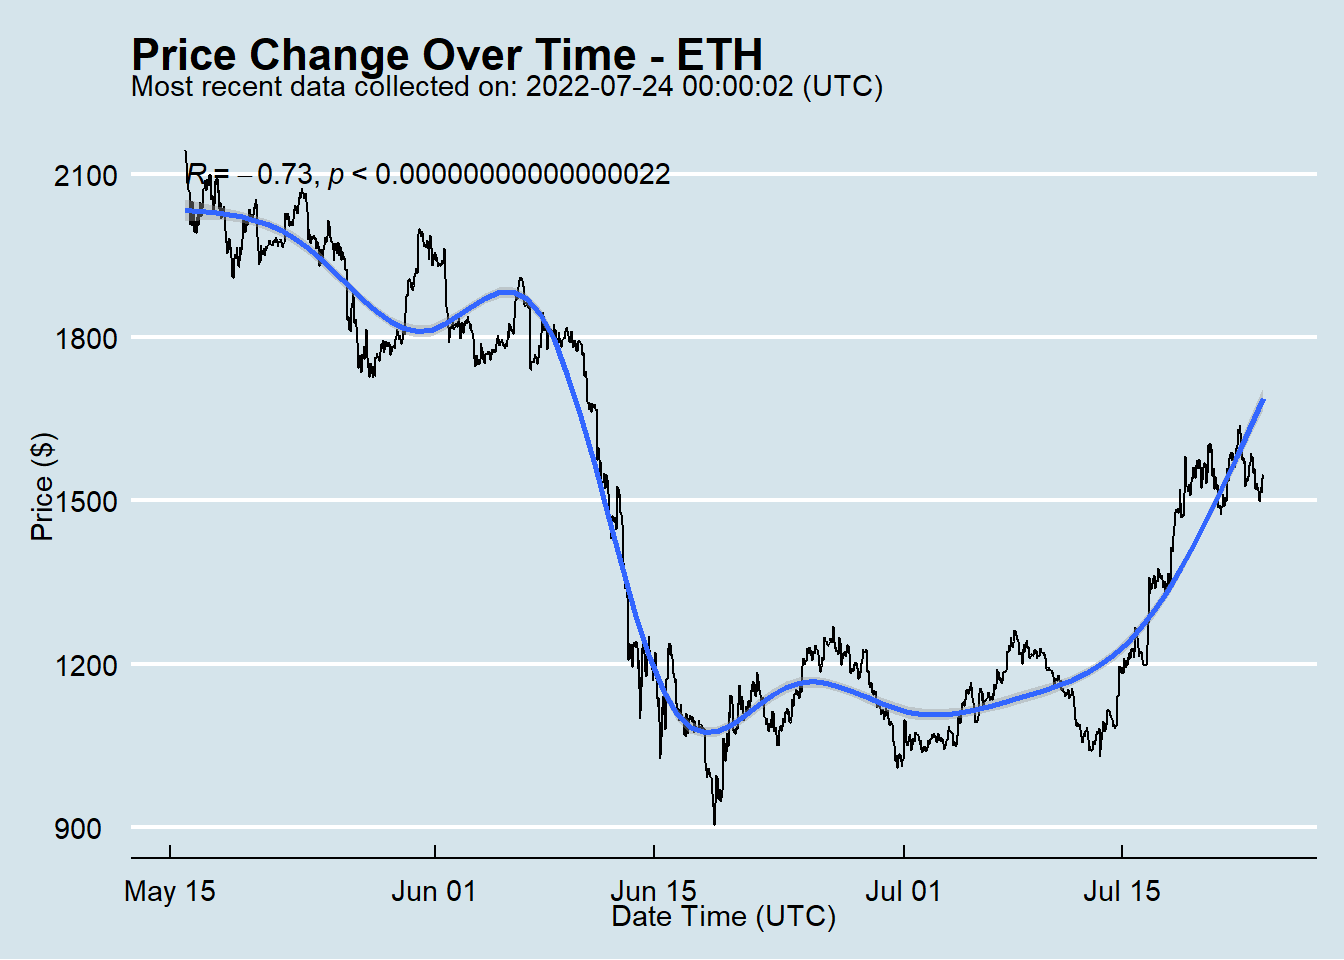 Price Change Over Time - ETH
Most recent data collected on: 2022-07-24 00:00:02 (UTC)
R = −0.73, p < 0.00000000000000022
2100
1800
1500
1200
900
Price ($)
May 15 Jun 01 Jun 15 Jul 01 Jul 15
Date Time (UTC)